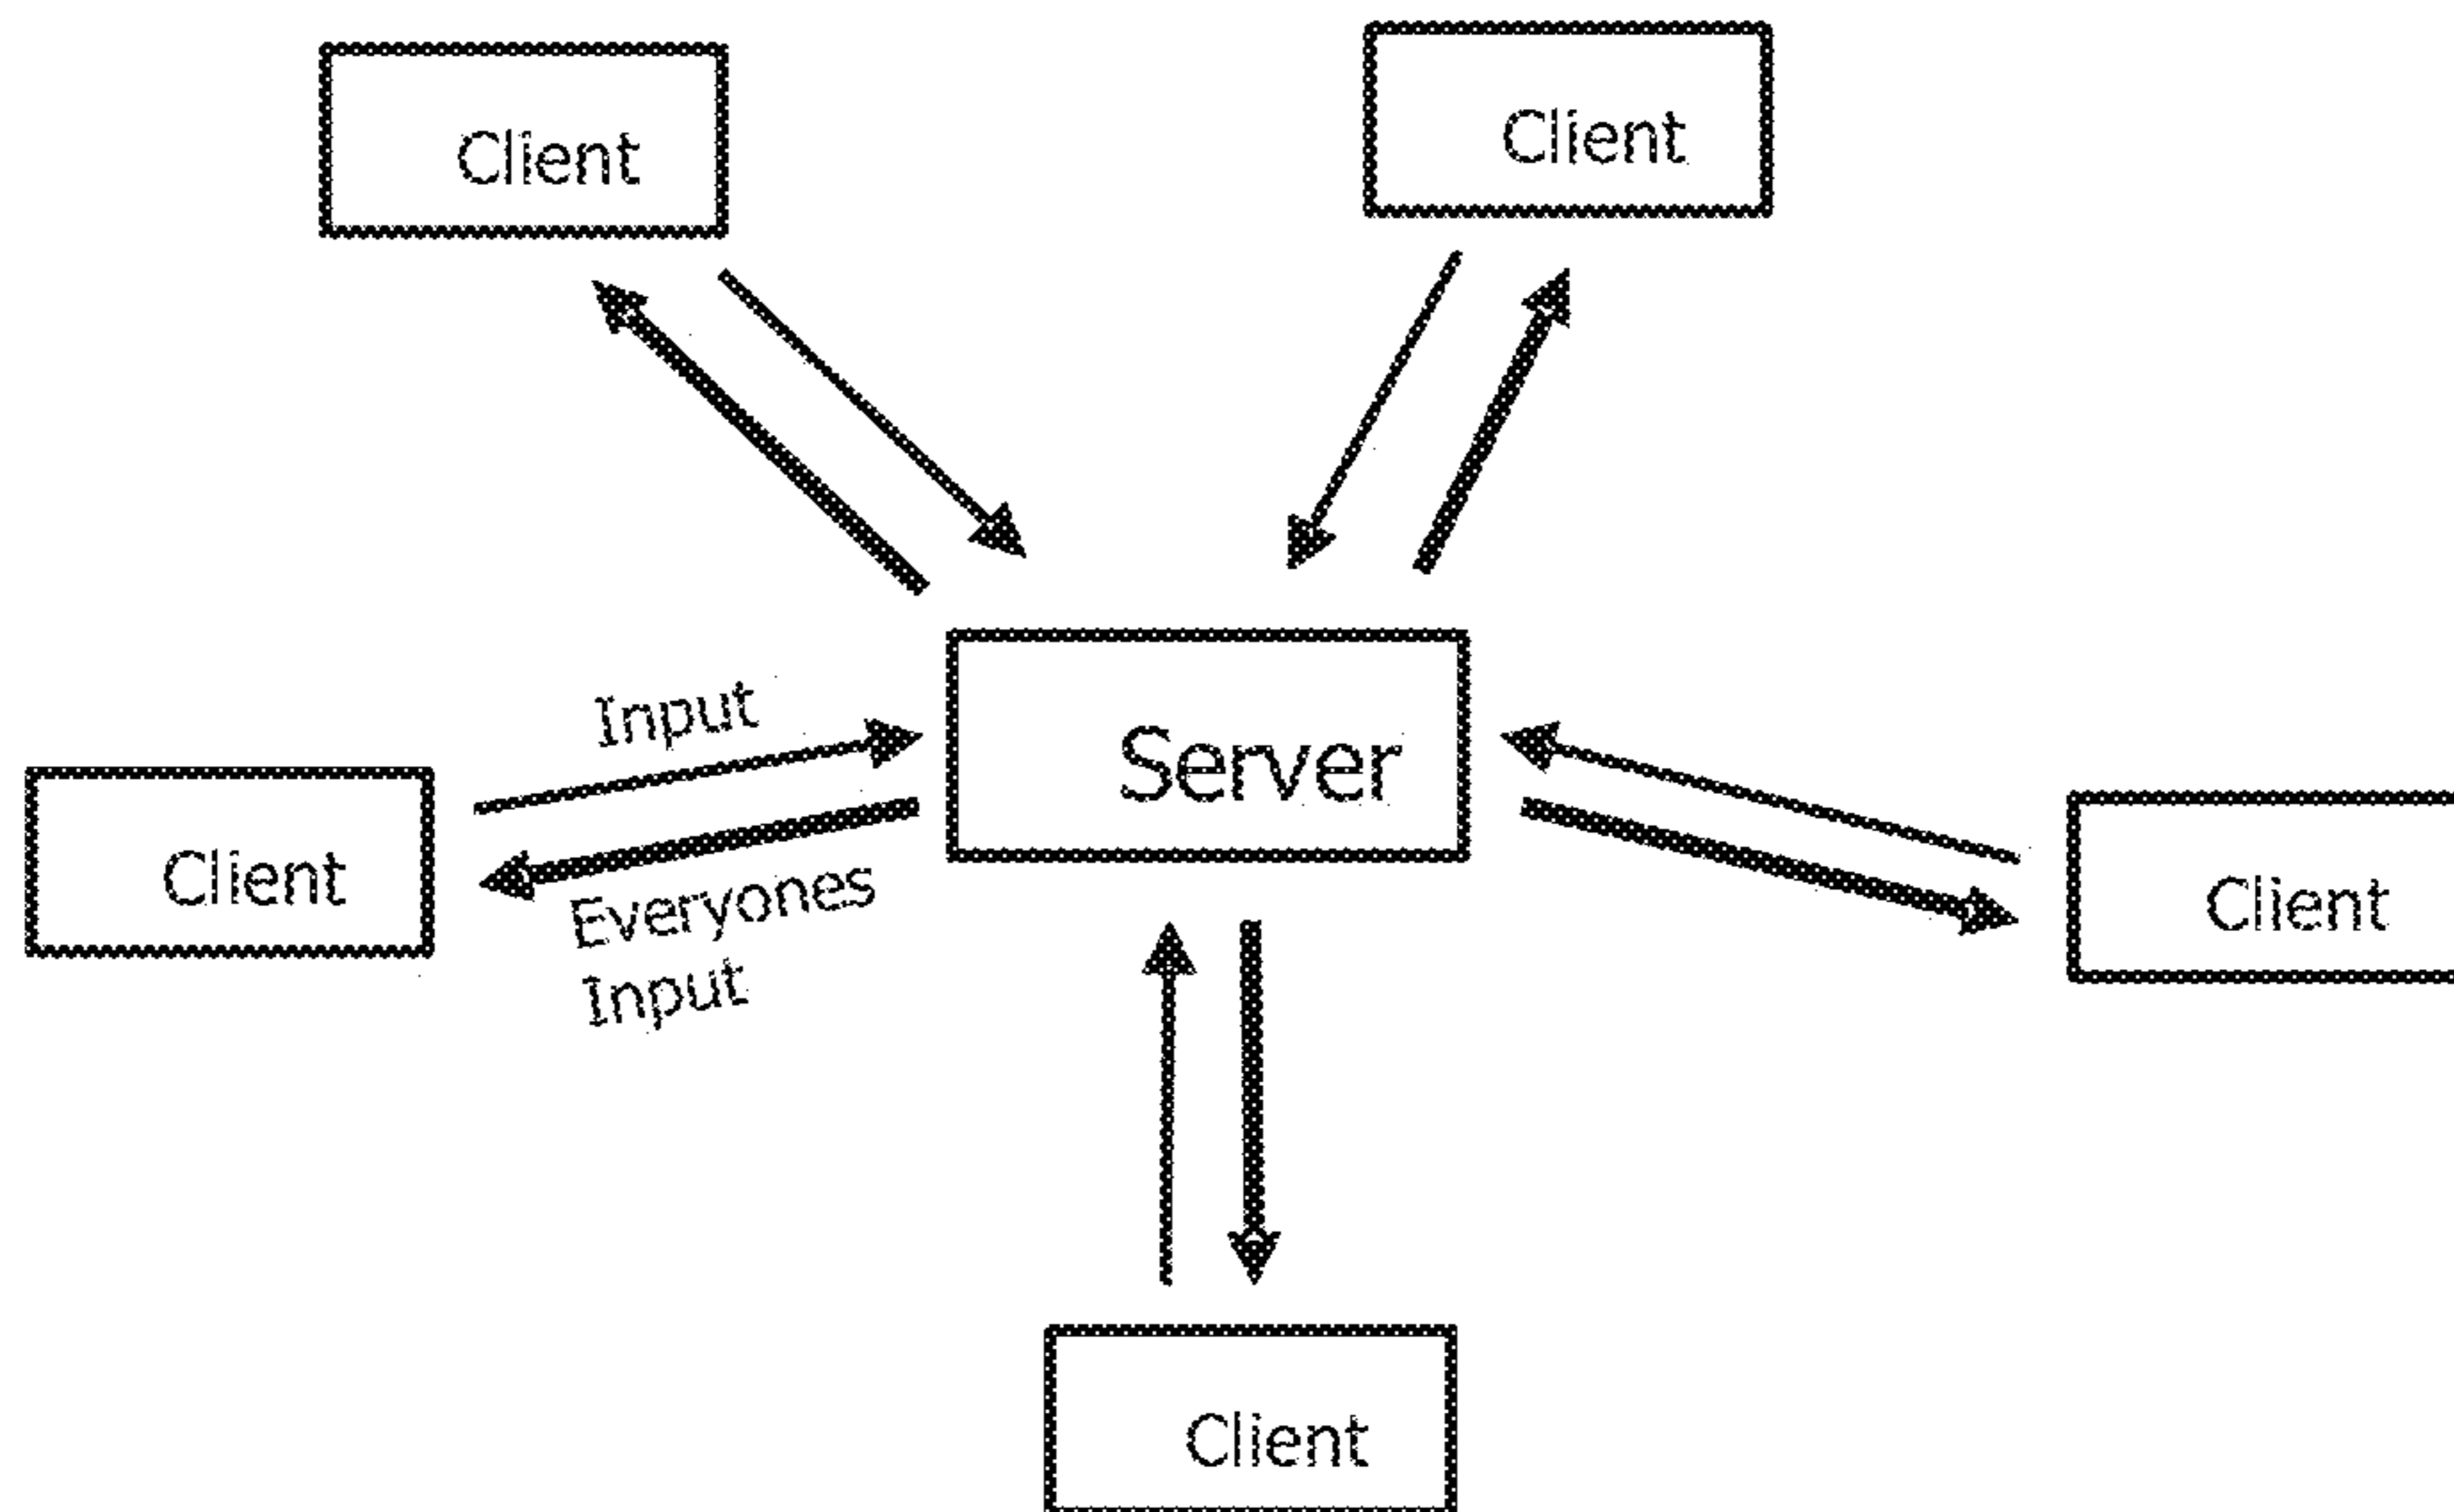 Client
Client
Input
Server
Client
Everyones
Input
Client
Client